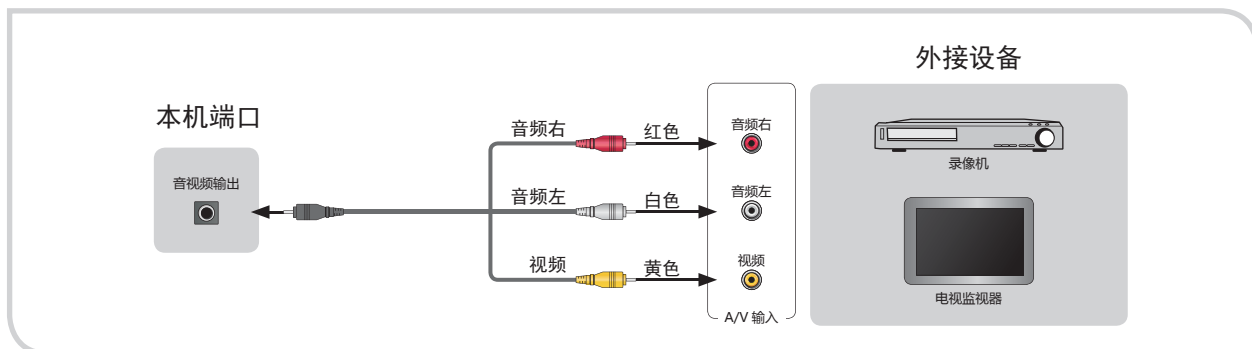 外接设备
本机端口
音视频输出
音频右
红色
音频右
音频左
白色
音频左
视频
黄色
视频
A/V 输入
录像机
电视监视器